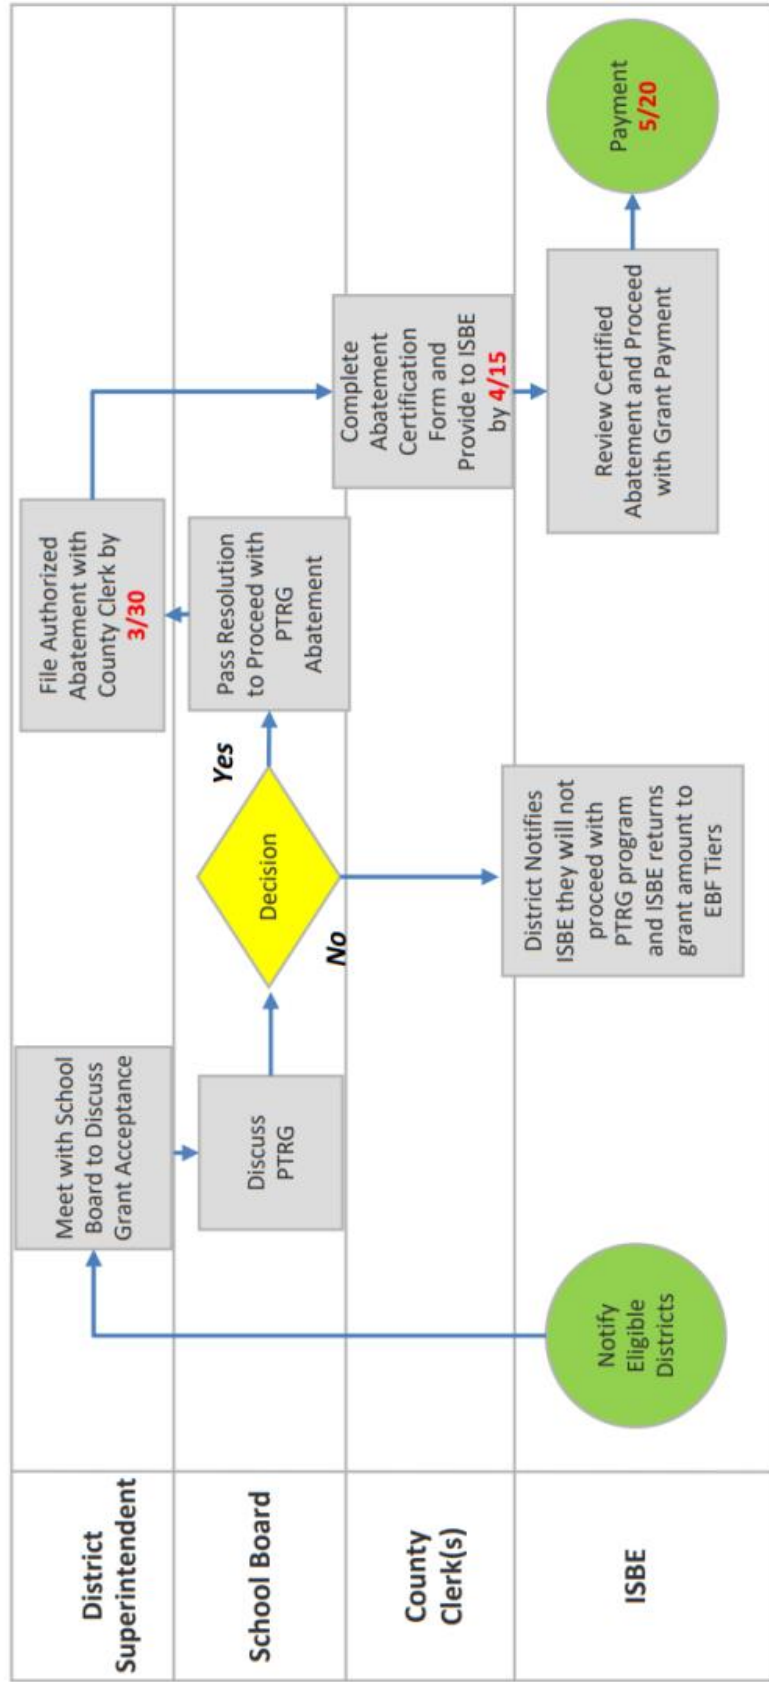 District
Superintendent
Meet with School
Board to Discuss
Grant Acceptance
File Authorized
Abatement with
County Clerk by
3/30
School Board
Discuss
PTRG
Decision
Yes
No
Pass Resolution
to Proceed with
PTRG
Abatement
County
Clerk(s)
Complete
Abatement
Certification
Form and
Provide to ISBE
by 4/15
ISBE
Notify
Eligible
Districts
District Notifies
ISBE they will not
proceed with
PTRG program
and ISBE returns
grant amount to
EBF Tiers
Review Certified
Abatement and Proceed
with Grant Payment
Payment
5/20